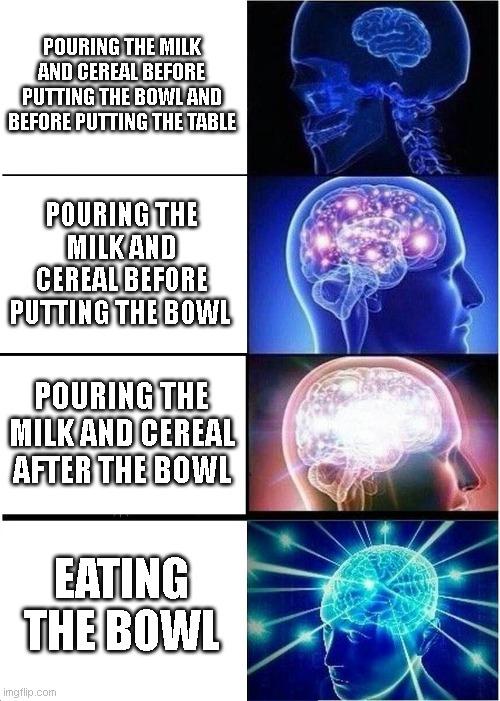 POURING THE MILK
AND CEREAL BEFORE
PUTTING THE BOWL AND
BEFORE PUTTING THE TABLE
POURING THE
MILK AND
CEREAL BEFORE
PUTTING THE BOWL
POURING THE
MILK AND CEREAL
AFTER THE BOWL
EATING
THE BOWL
imgflip.com